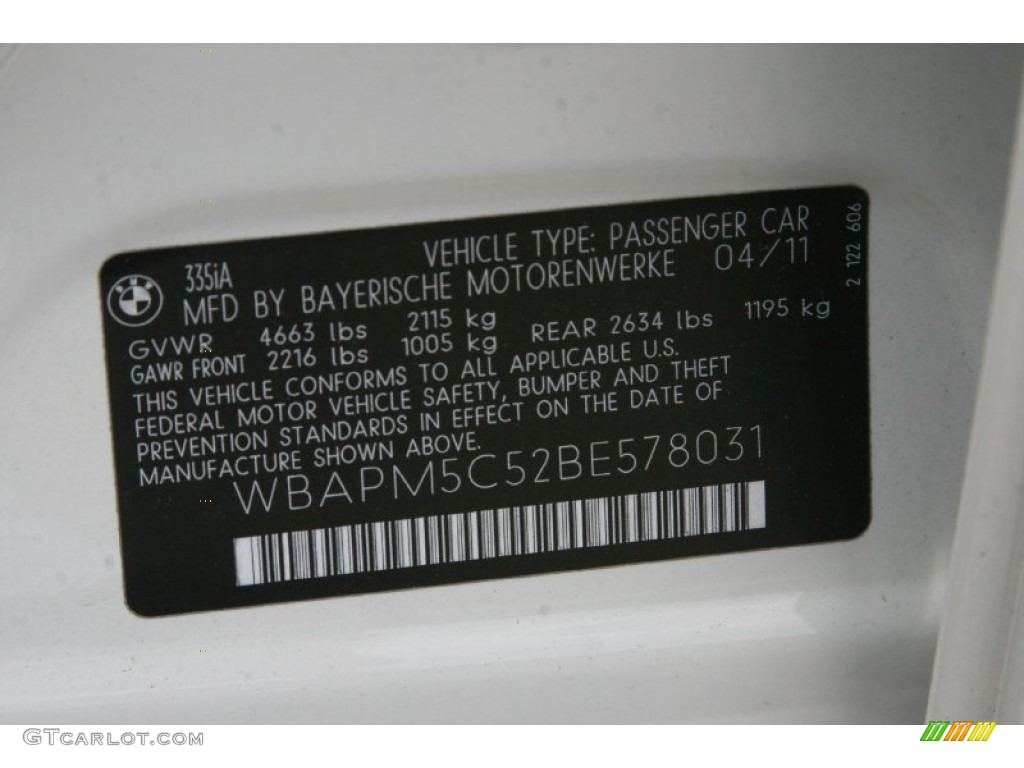 335iA
VEHICLE TYPE: PASSENGER CAR
MFD BY BAYERISCHE MOTORENWERKE 04/11
GVWR 4663 lbs 2115 kg
GAWR FRONT 2216 lbs 1005 kg REAR 2634 lbs 1195 kg
THIS VEHICLE CONFORMS TO ALL APPLICABLE U.S.
FEDERAL MOTOR VEHICLE SAFETY, BUMPER AND THEFT
PREVENTION STANDARDS IN EFFECT ON THE DATE OF
MANUFACTURE SHOWN ABOVE.
WBAPM5C52BE578031
2 122 606
GTCARLOT.COM